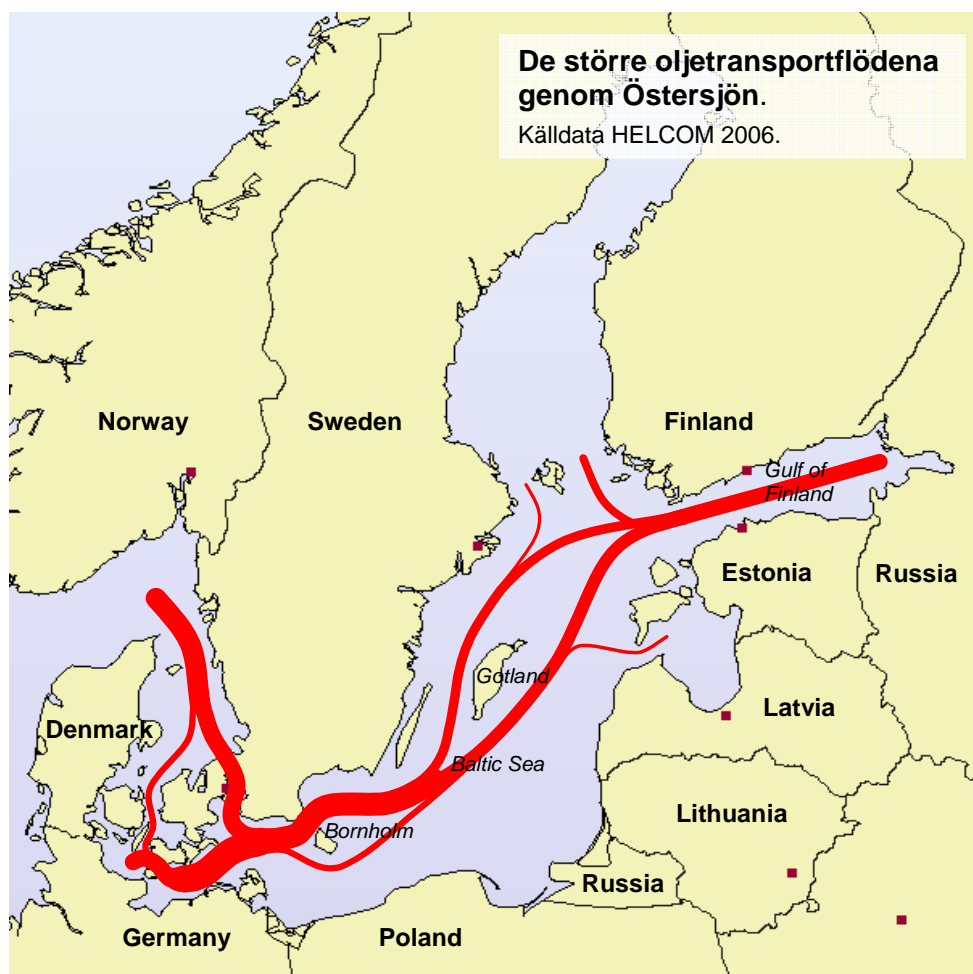 De större oljetransportflödena
genom Östersjön.
Källdata HELCOM 2006.
Norway
Sweden
Finland
Gulf of
Finland
Estonia
Russia
Gotland
Denmark
Latvia
Baltic Sea
Lithuania
Bornholm
Russia
Germany
Poland